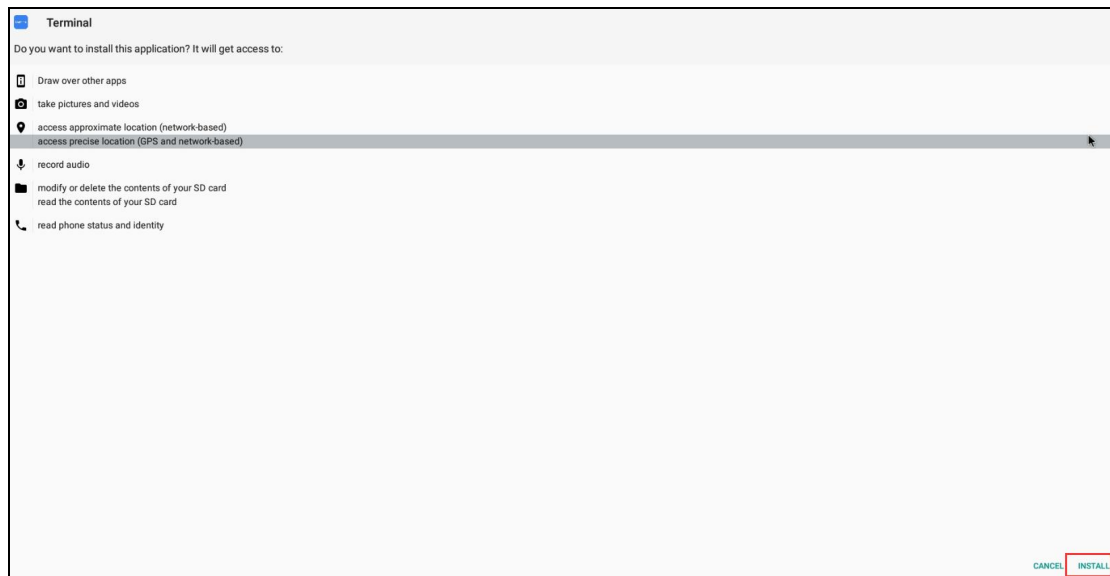 Terminal
Do you want to install this application? It will get access to:
Draw over other apps
take pictures and videos
access approximate location (network-based)
access precise location (GPS and network-based)
record audio
modify or delete the contents of your SD card
read the contents of your SD card
read phone status and identity
CANCEL INSTALL